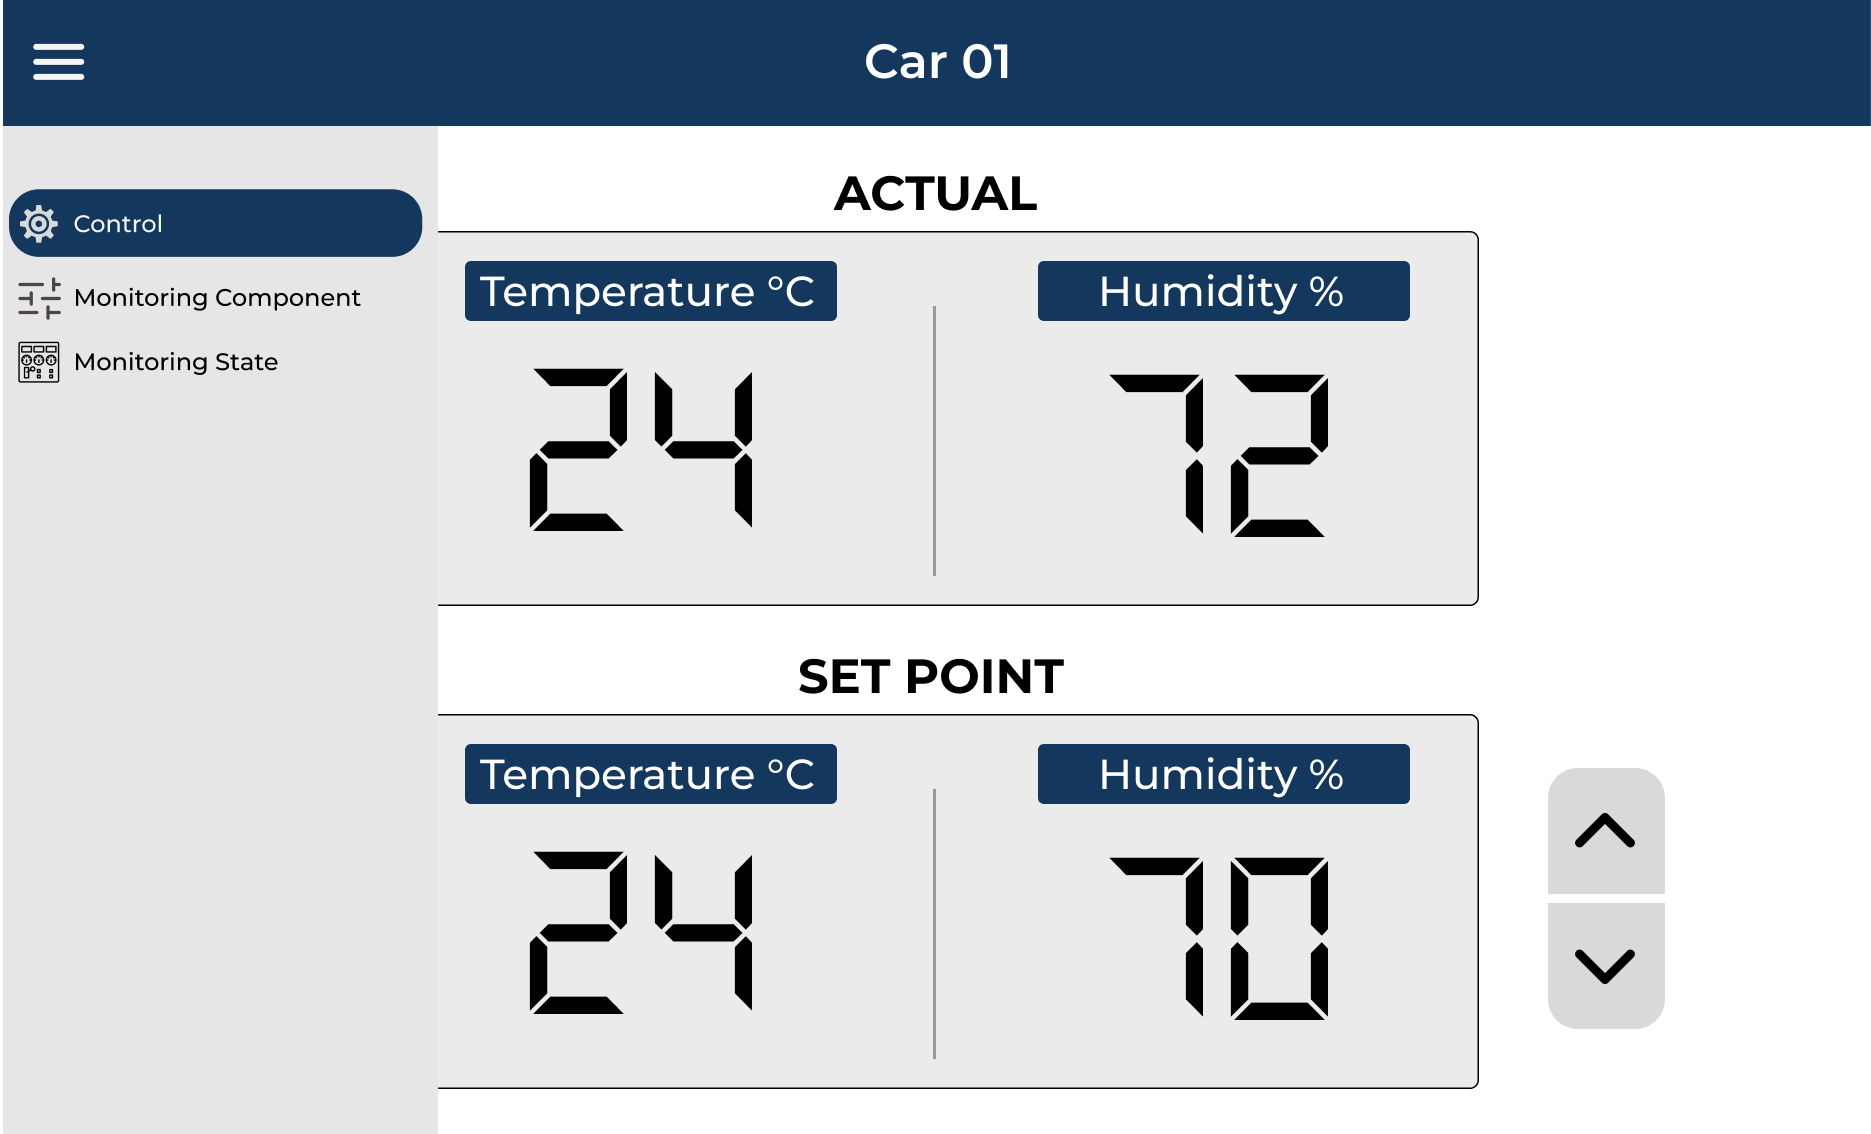 Car 01
Control
Monitoring Component
Monitoring State
ACTUAL
Temperature °C
Humidity %
24
72
SET POINT
Temperature °C
Humidity %
24
70